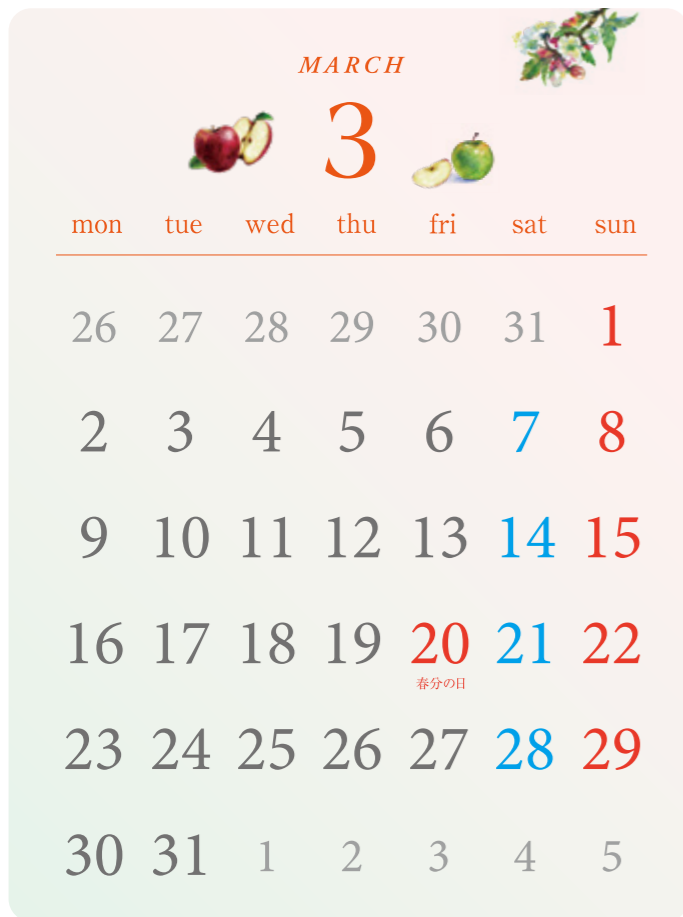 MARCH
3
mon tue wed thu fri sat sun
26 27 28 29 30 31 1
2 3 4 5 6 7 8
9 10 11 12 13 14 15
16 17 18 19 20 21 22
春分の日
23 24 25 26 27 28 29
30 31 1 2 3 4 5